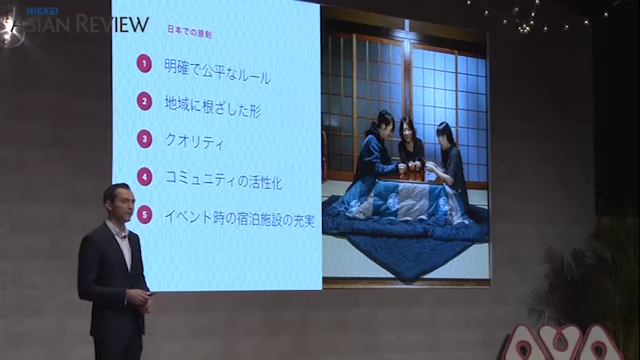 NIKKEI
ASIAN REVIEW
日本での原則
1 明確で公平なルール
2 地域に根ざした形
3 クオリティ
4 コミュニティの活性化
5 イベント時の宿泊施設の充実